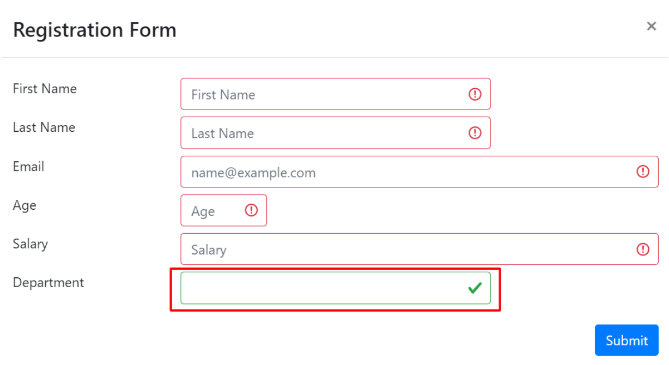 Registration Form ×
First Name First Name
Last Name Last Name
Email name@example.com
Age Age
Salary Salary
Department
Submit